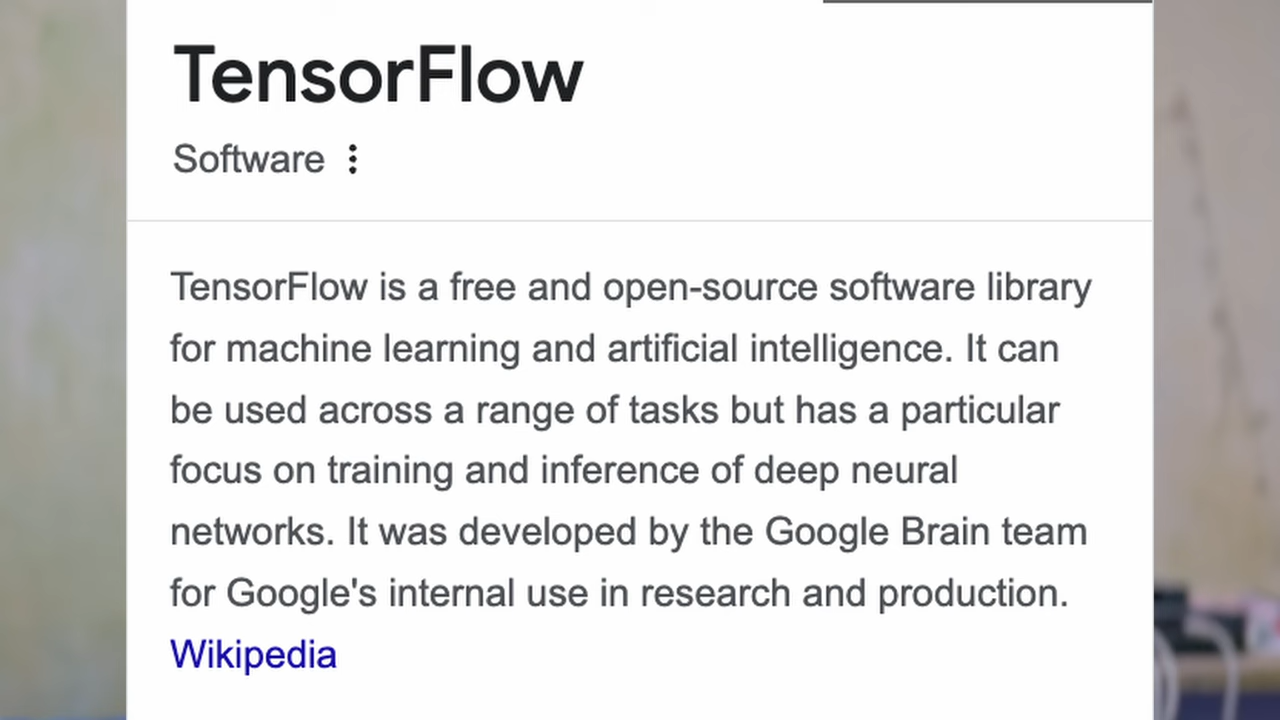 TensorFlow
Software
TensorFlow is a free and open-source software library
for machine learning and artificial intelligence. It can
be used across a range of tasks but has a particular
focus on training and inference of deep neural
networks. It was developed by the Google Brain team
for Google's internal use in research and production.
Wikipedia